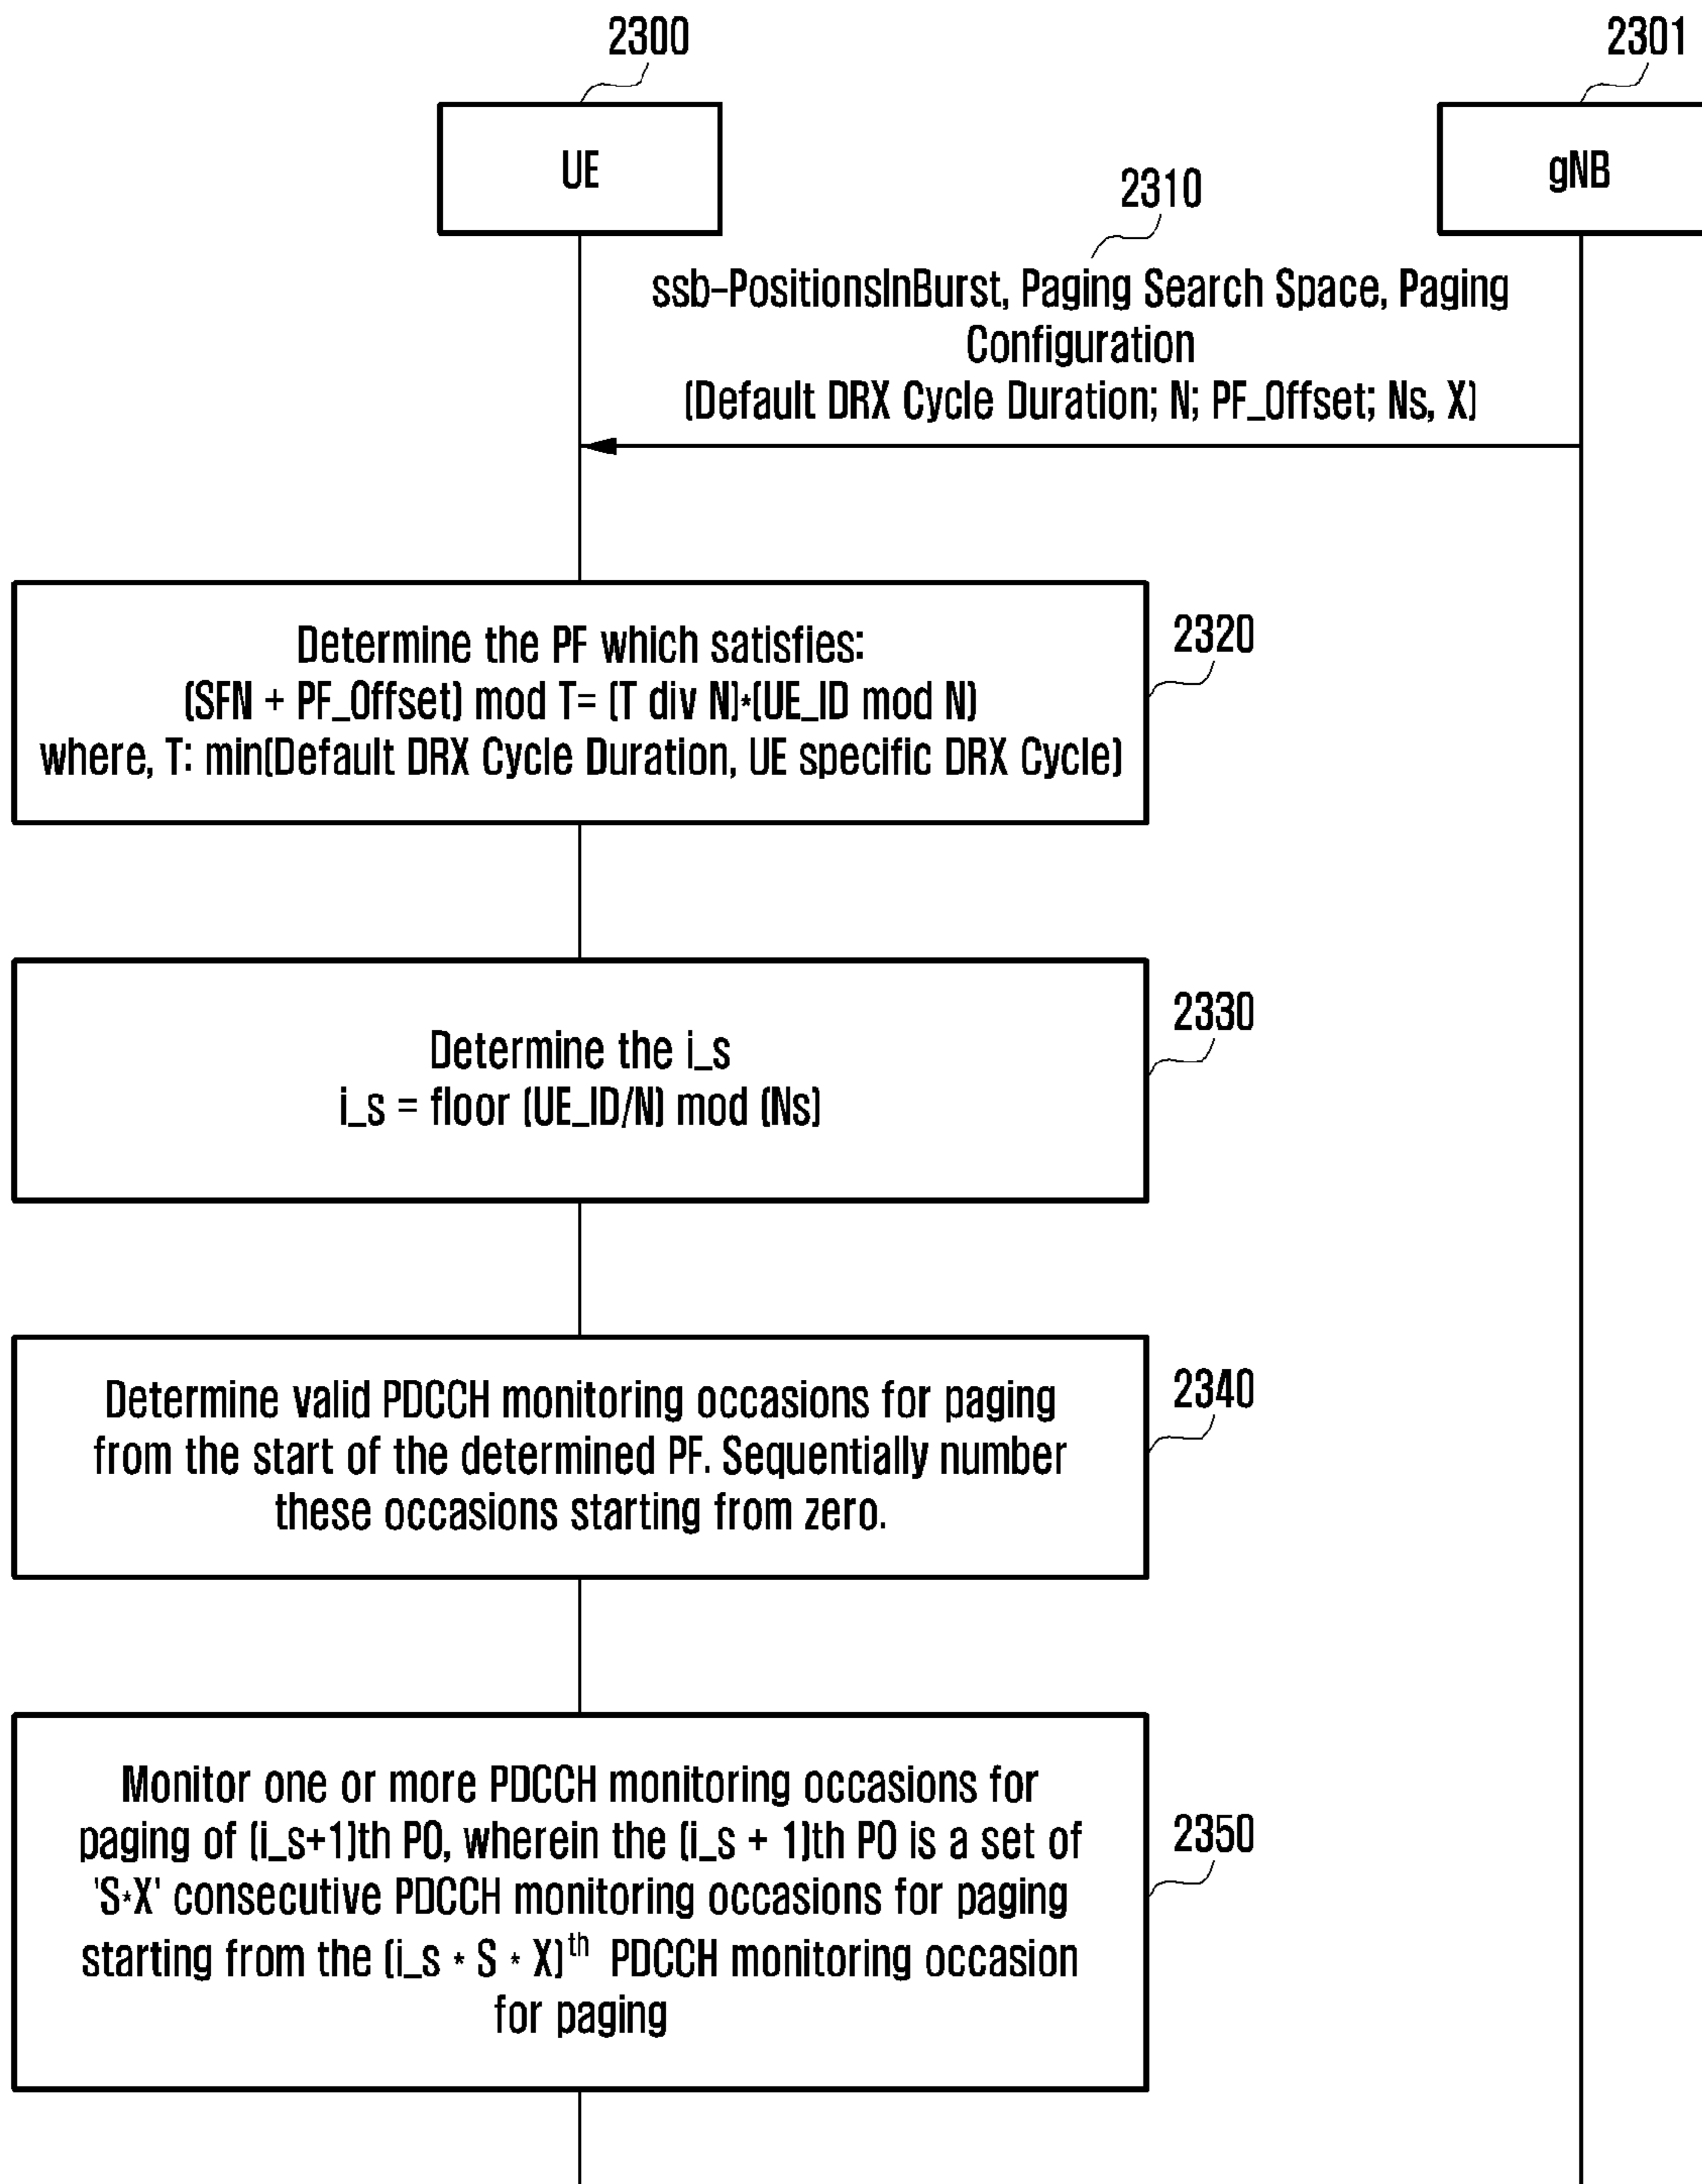 2300
2301
UE
gNB
2310
ssb-PositionsInBurst, Paging Search Space, Paging
Configuration
(Default DRX Cycle Duration; N; PF_Offset; Ns, X)
Determine the PF which satisfies:
(SFN + PF_Offset) mod T= (T div N)*(UE_ID mod N)
where, T: min(Default DRX Cycle Duration, UE specific DRX Cycle)
2320
Determine the i_s
i_s = floor (UE_ID/N) mod (Ns)
2330
Determine valid PDCCH monitoring occasions for paging
from the start of the determined PF. Sequentially number
these occasions starting from zero.
2340
Monitor one or more PDCCH monitoring occasions for
paging of (i_s+1)th PO, wherein the (i_s + 1)th PO is a set of
'S*X' consecutive PDCCH monitoring occasions for paging
starting from the (i_s * S * X)th PDCCH monitoring occasion
for paging
2350